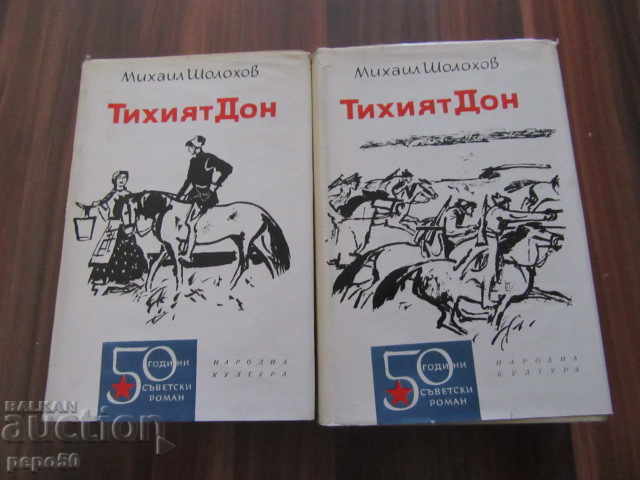 Михаил Шолохов
Тихият Дон
50 години
съветски
роман
НАРОДНА
КУЛТУРА
Михаил Шолохов
Тихият Дон
50 години
съветски
роман
НАРОДНА
КУЛТУРА
БАЛКАН
auction
pepo50